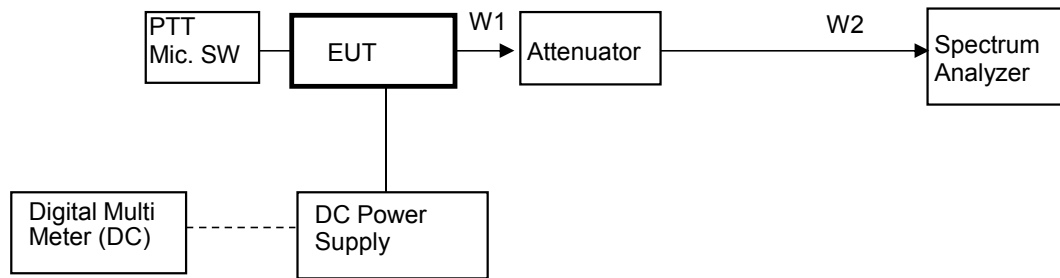 PTT
Mic. SW
EUT
W1
Attenuator
W2
Spectrum
Analyzer
Digital Multi
Meter (DC)
DC Power
Supply